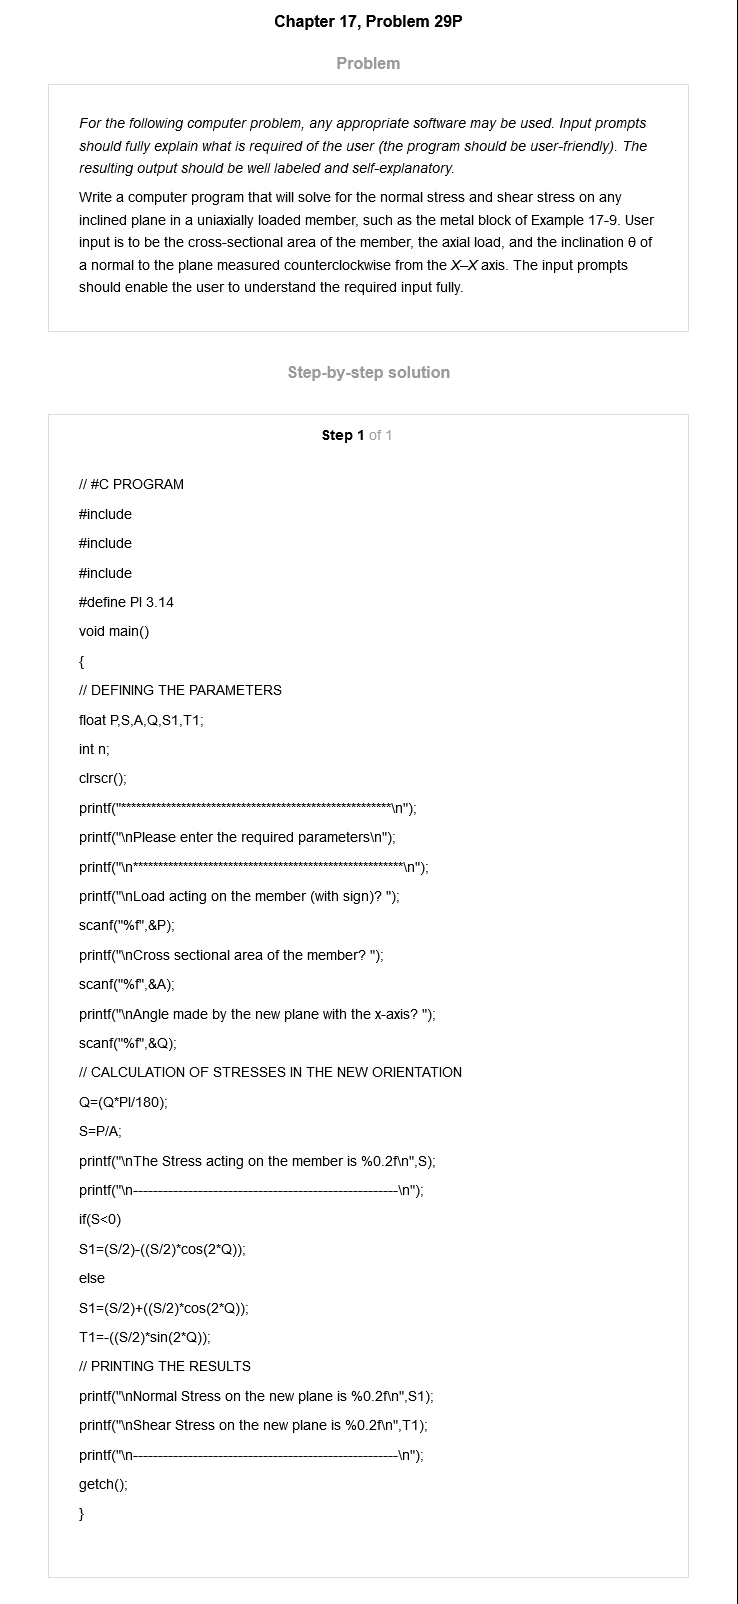 Chapter 17, Problem 29P
Problem
For the following computer problem, any appropriate software may be used. Input prompts
should fully explain what is required of the user (the program should be user-friendly). The
resulting output should be well labeled and self-explanatory.
Write a computer program that will solve for the normal stress and shear stress on any
inclined plane in a uniaxially loaded member, such as the metal block of Example 17-9. User
input is to be the cross-sectional area of the member, the axial load, and the inclination θ of
a normal to the plane measured counterclockwise from the X–X axis. The input prompts
should enable the user to understand the required input fully.
Step-by-step solution
Step 1 of 1
// #C PROGRAM
#include
#include
#include
#define PI 3.14
void main()
{
// DEFINING THE PARAMETERS
float P,S,A,Q,S1,T1;
int n;
clrscr();
printf("******************************************************\n");
printf("\nPlease enter the required parameters\n");
printf("\n******************************************************\n");
printf("\nLoad acting on the member (with sign)? ");
scanf("%f",&P);
printf("\nCross sectional area of the member? ");
scanf("%f",&A);
printf("\nAngle made by the new plane with the x-axis? ");
scanf("%f",&Q);
// CALCULATION OF STRESSES IN THE NEW ORIENTATION
Q=(Q*PI/180);
S=P/A;
printf("\nThe Stress acting on the member is %0.2f\n",S);
printf("\n------------------------------------------------------\n");
if(S<0)
S1=(S/2)-((S/2)*cos(2*Q));
else
S1=(S/2)+((S/2)*cos(2*Q));
T1=-((S/2)*sin(2*Q));
// PRINTING THE RESULTS
printf("\nNormal Stress on the new plane is %0.2f\n",S1);
printf("\nShear Stress on the new plane is %0.2f\n",T1);
printf("\n------------------------------------------------------\n");
getch();
}